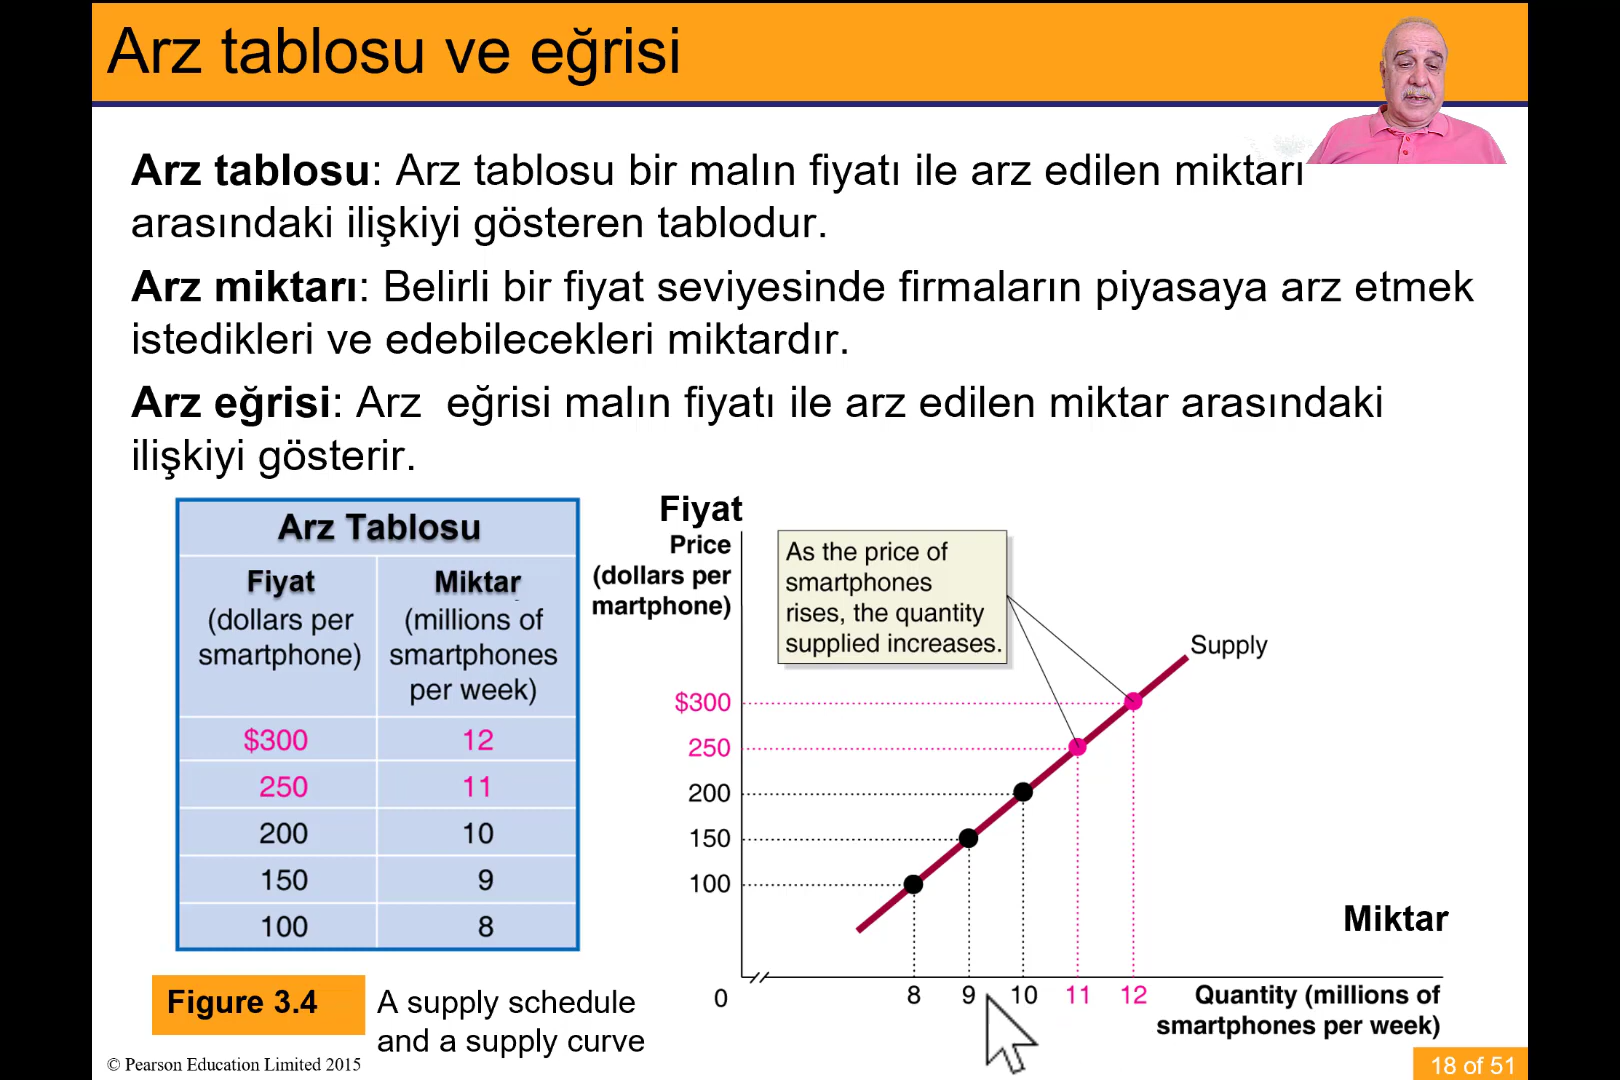 Arz tablosu ve eğrisi
Arz tablosu: Arz tablosu bir malın fiyatı ile arz edilen miktarı
arasındaki ilişkiyi gösteren tablodur.
Arz miktarı: Belirli bir fiyat seviyesinde firmaların piyasaya arz etmek
istedikleri ve edebilecekleri miktardır.
Arz eğrisi: Arz eğrisi malın fiyatı ile arz edilen miktar arasındaki
ilişkiyi gösterir.
Arz Tablosu
Fiyat
(dollars per
smartphone)
Miktar
(millions of
smartphones
per week)
$300 12
250 11
200 10
150 9
100 8
Figure 3.4
A supply schedule
and a supply curve
Fiyat
Price
(dollars per
martphone)
As the price of
smartphones
rises, the quantity
supplied increases.
Supply
$300
250
200
150
100
0
8 9 10 11 12
Miktar
Quantity (millions of
smartphones per week)
© Pearson Education Limited 2015
18 of 51